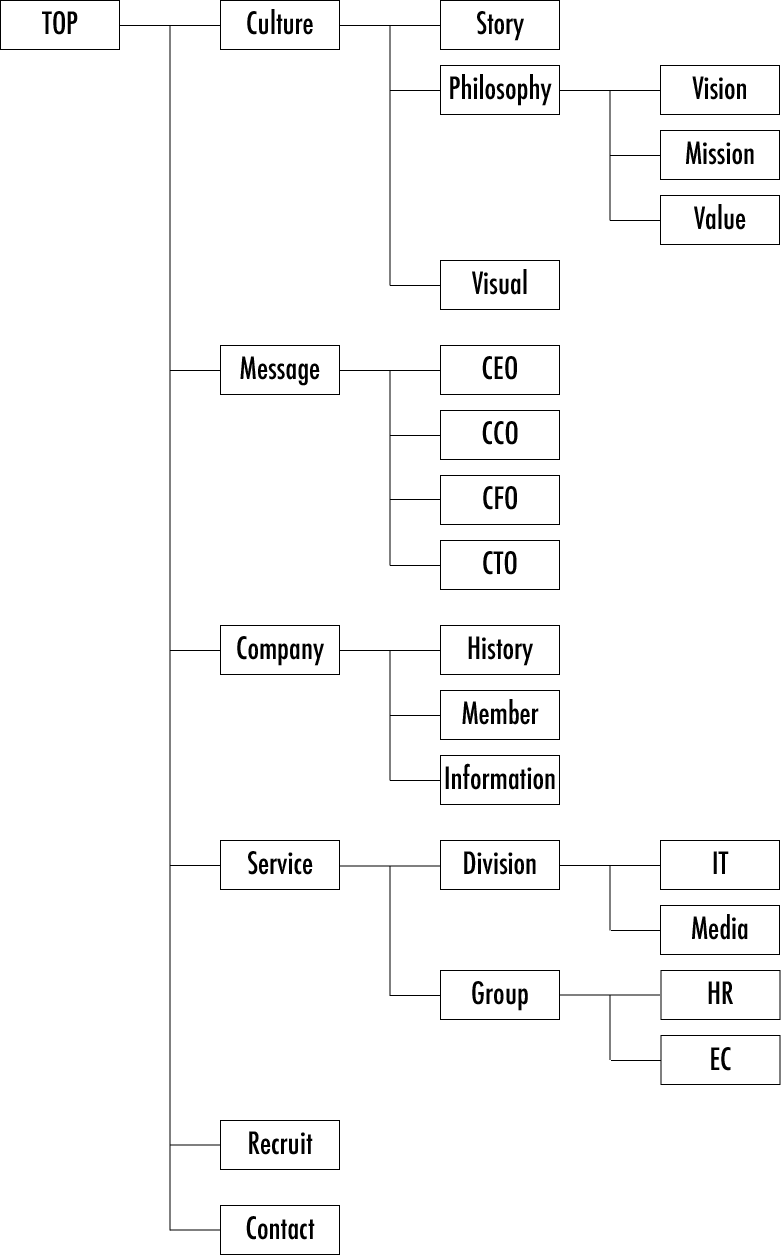 TOP
Culture
Story
Philosophy
Vision
Mission
Value
Visual
Message
CEO
CCO
CFO
CTO
Company
History
Member
Information
Service
Division
IT
Media
Group
HR
EC
Recruit
Contact